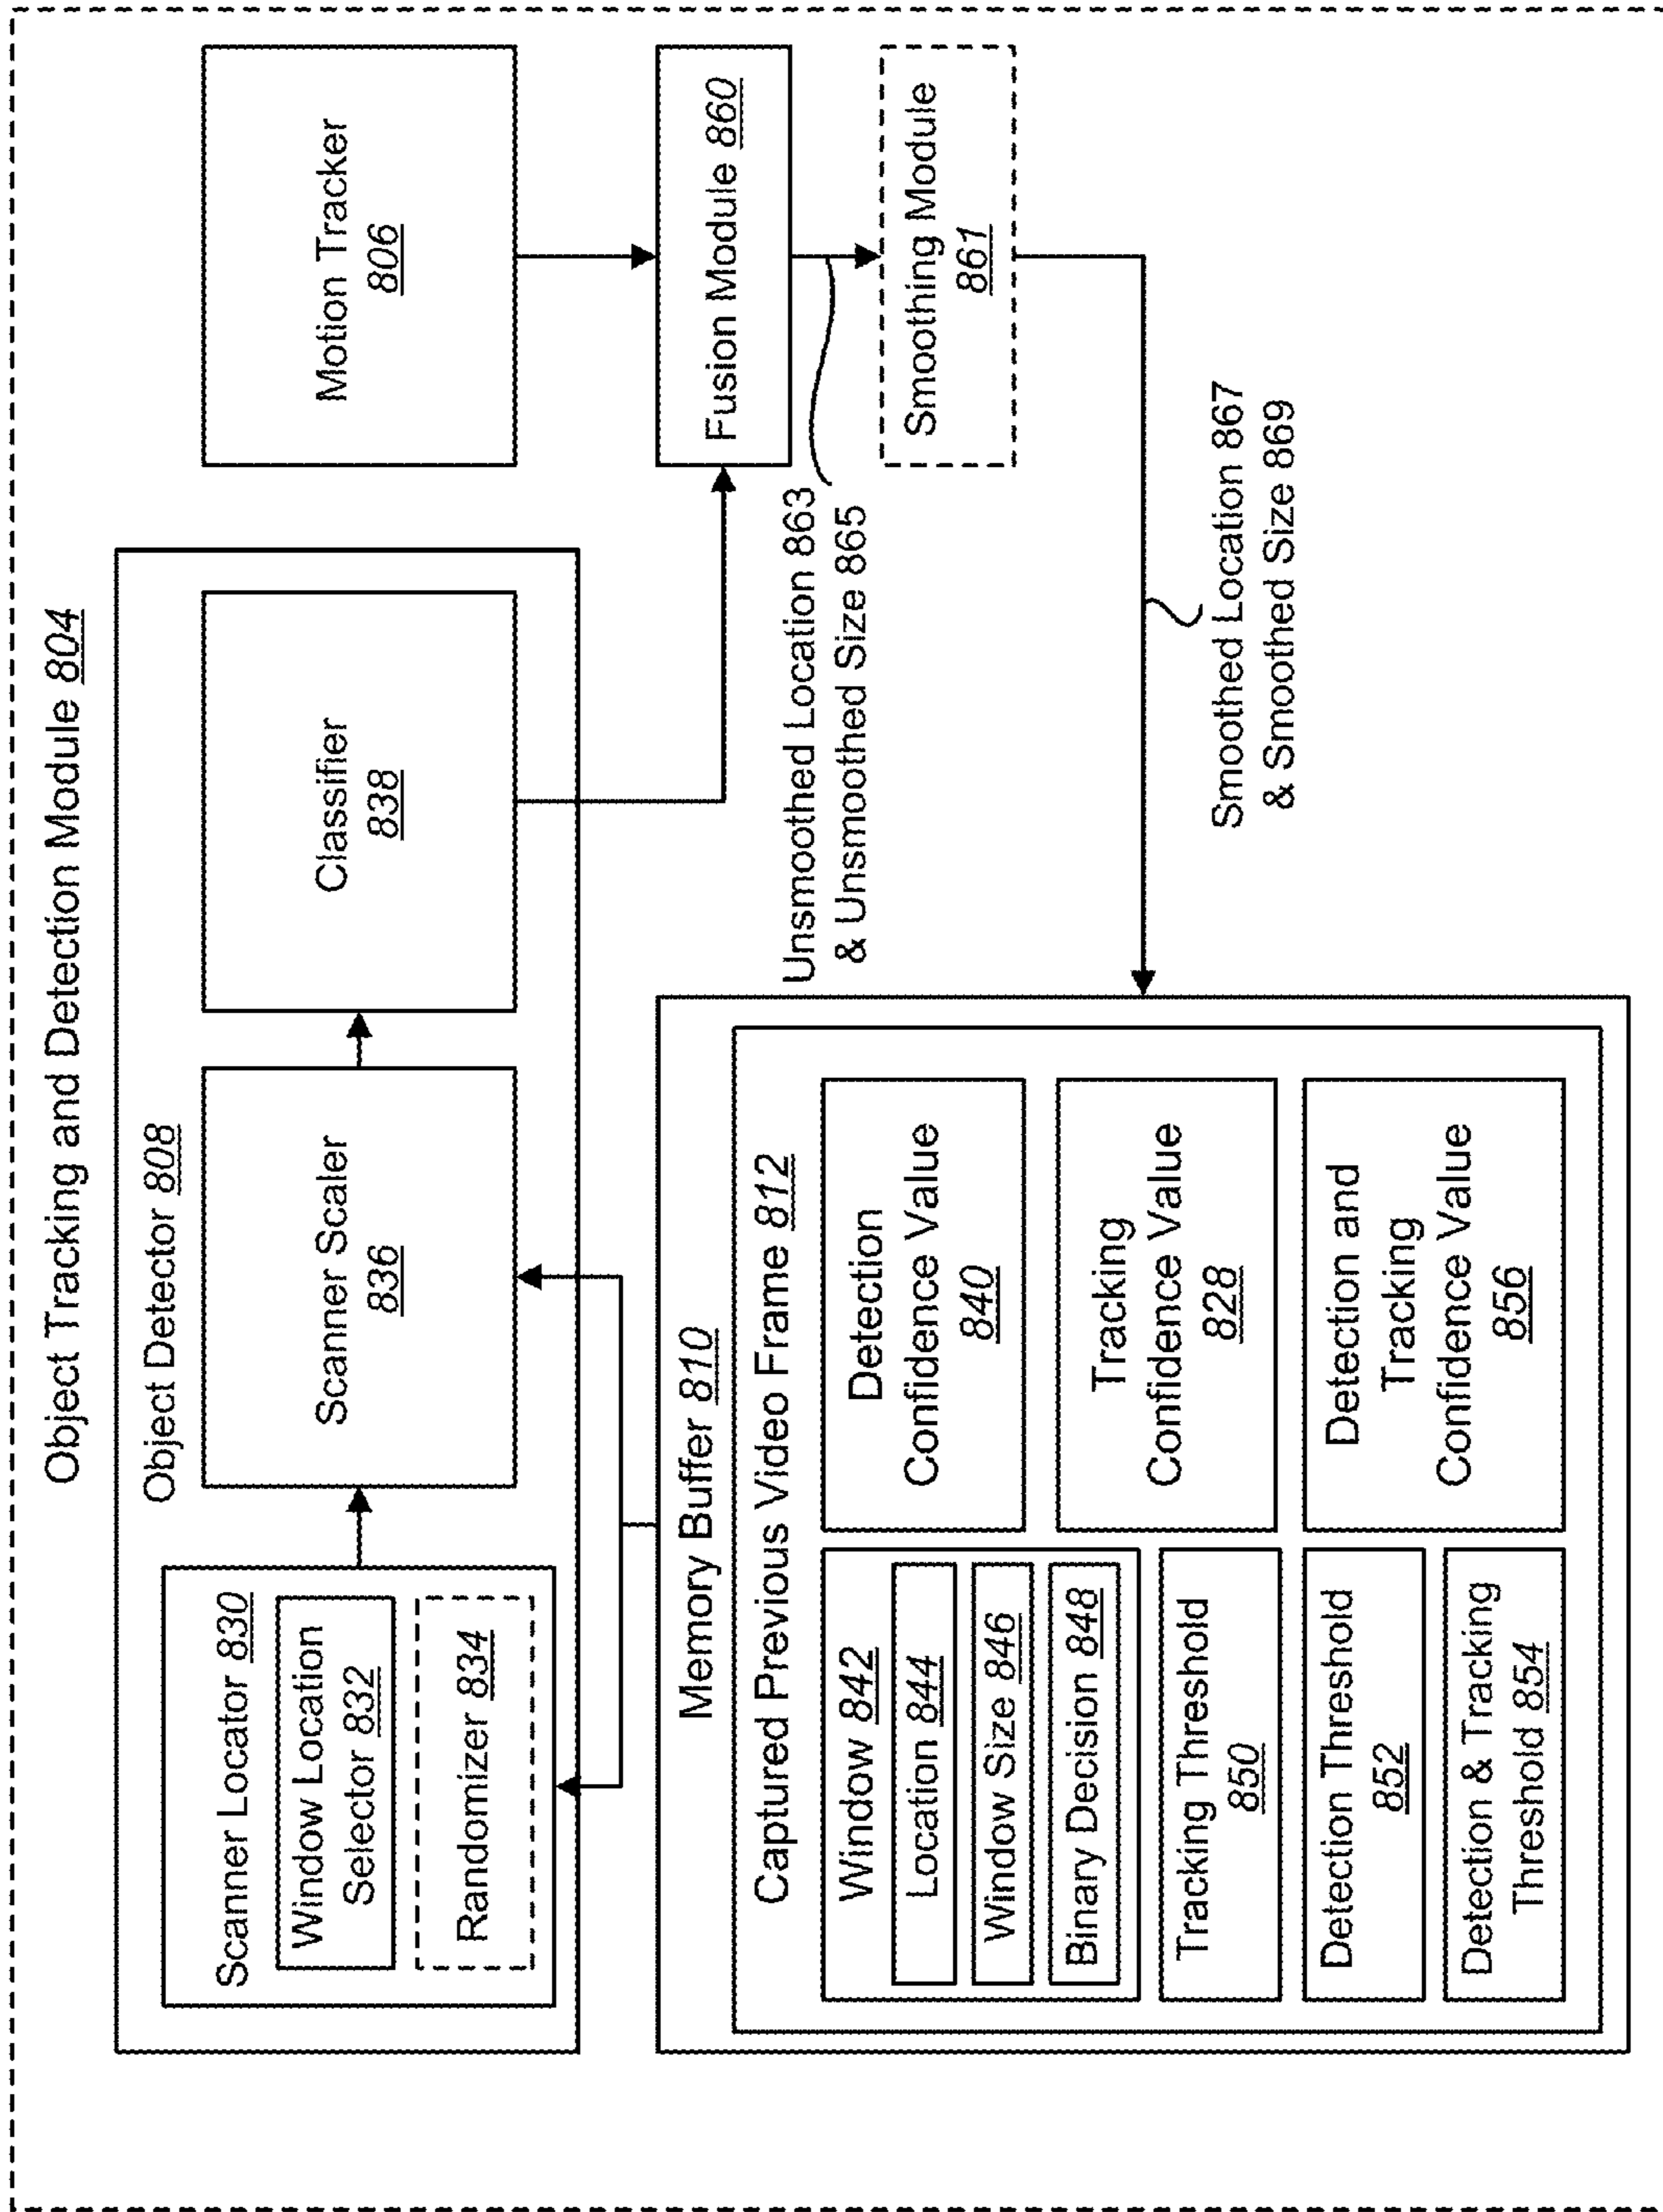 Object Tracking and Detection Module 804
Object Detector 808
Scanner Locator 830
Window Location
Selector 832
Randomizer 834
Scanner Scaler
836
Classifier
838
Motion Tracker
806
Memory Buffer 810
Captured Previous Video Frame 812
Window 842
Location 844
Window Size 846
Binary Decision 848
Tracking Threshold
850
Detection Threshold
852
Detection & Tracking
Threshold 854
Detection
Confidence Value
840
Tracking
Confidence Value
828
Detection and
Tracking
Confidence Value
856
Fusion Module 860
Unsmoothed Location 863
& Unsmoothed Size 865
Smoothing Module
861
Smoothed Location 867
& Smoothed Size 869